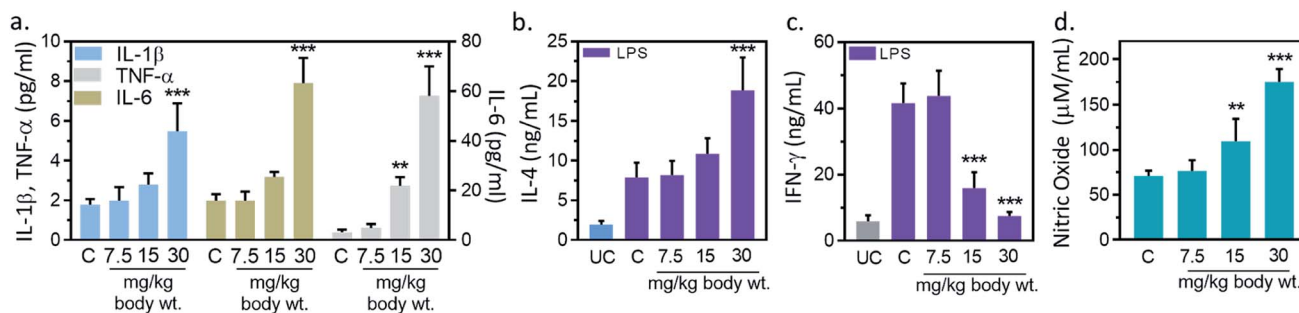 a.
IL-1β, TNF-α (pg/ml)
10
8
6
4
2
0
IL-1β
TNF-α
IL-6
***
***
**
***
C 7.5 15 30 C 7.5 15 30 C 7.5 15 30
mg/kg mg/kg mg/kg
body wt. body wt. body wt.
80
60
40
20
0
IL-6 (pg/ml)
b.
IL-4 (ng/mL)
25
20
15
10
5
0
LPS
***
UC C 7.5 15 30
mg/kg body wt.
c.
IFN-γ (ng/mL)
60
40
20
0
LPS
***
***
UC C 7.5 15 30
mg/kg body wt.
d.
Nitric Oxide (µM/mL)
200
150
100
50
0
**
***
C 7.5 15 30
mg/kg body wt.